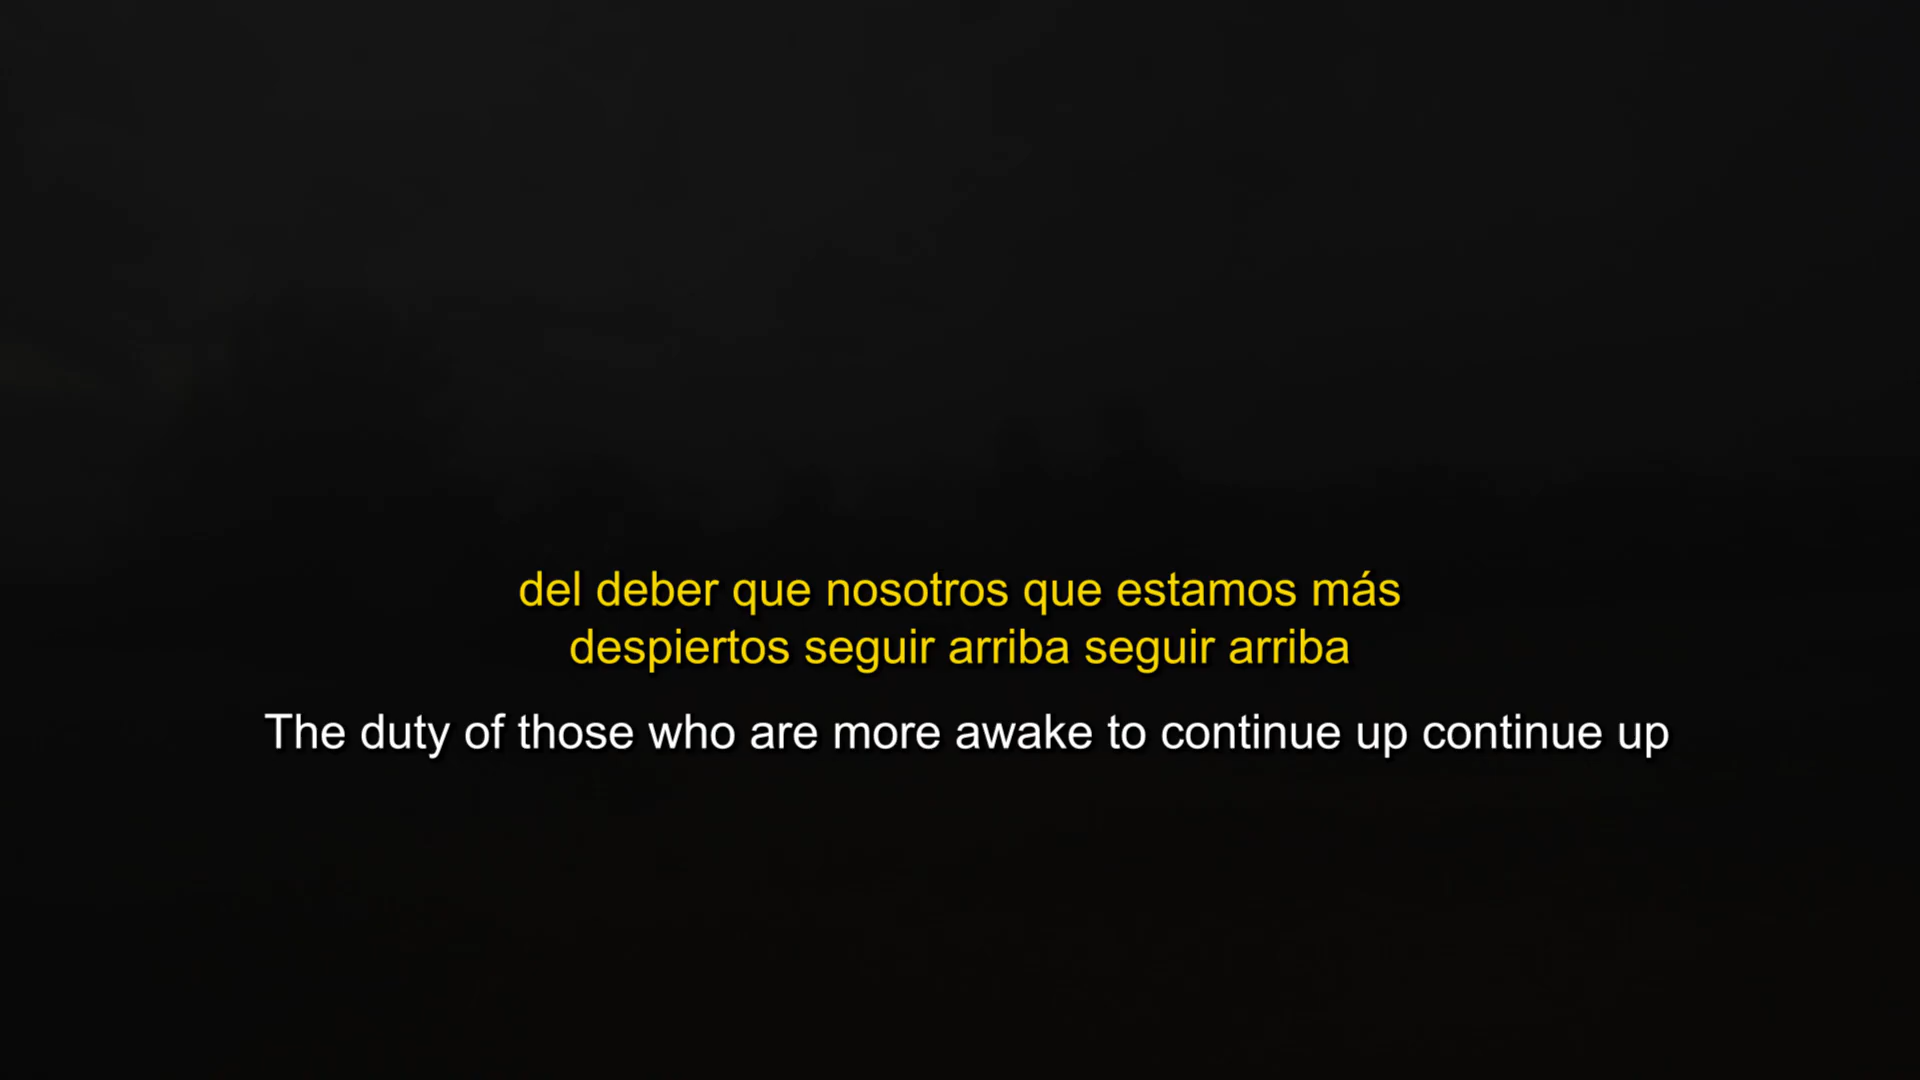 del deber que nosotros que estamos más
despiertos seguir arriba seguir arriba
The duty of those who are more awake to continue up continue up